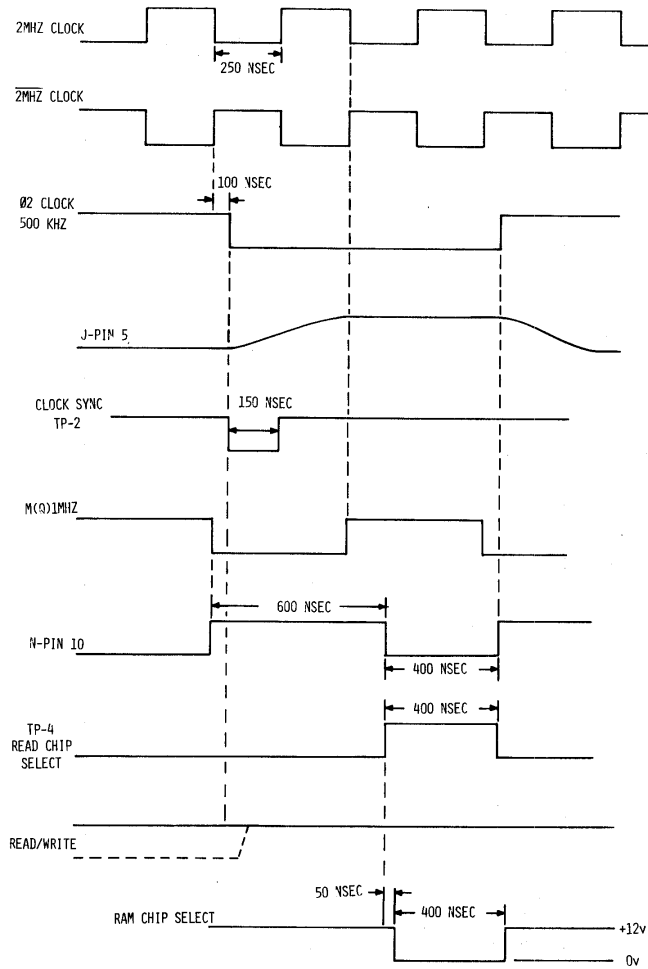 2MHZ CLOCK
250 NSEC
2MHZ CLOCK
100 NSEC
Ø2 CLOCK
500 KHZ
J-PIN 5
CLOCK SYNC
TP-2
150 NSEC
M(Q)1MHZ
600 NSEC
N-PIN 10
400 NSEC
400 NSEC
TP-4
READ CHIP
SELECT
READ/WRITE
50 NSEC
400 NSEC
RAM CHIP SELECT
+12v
0v